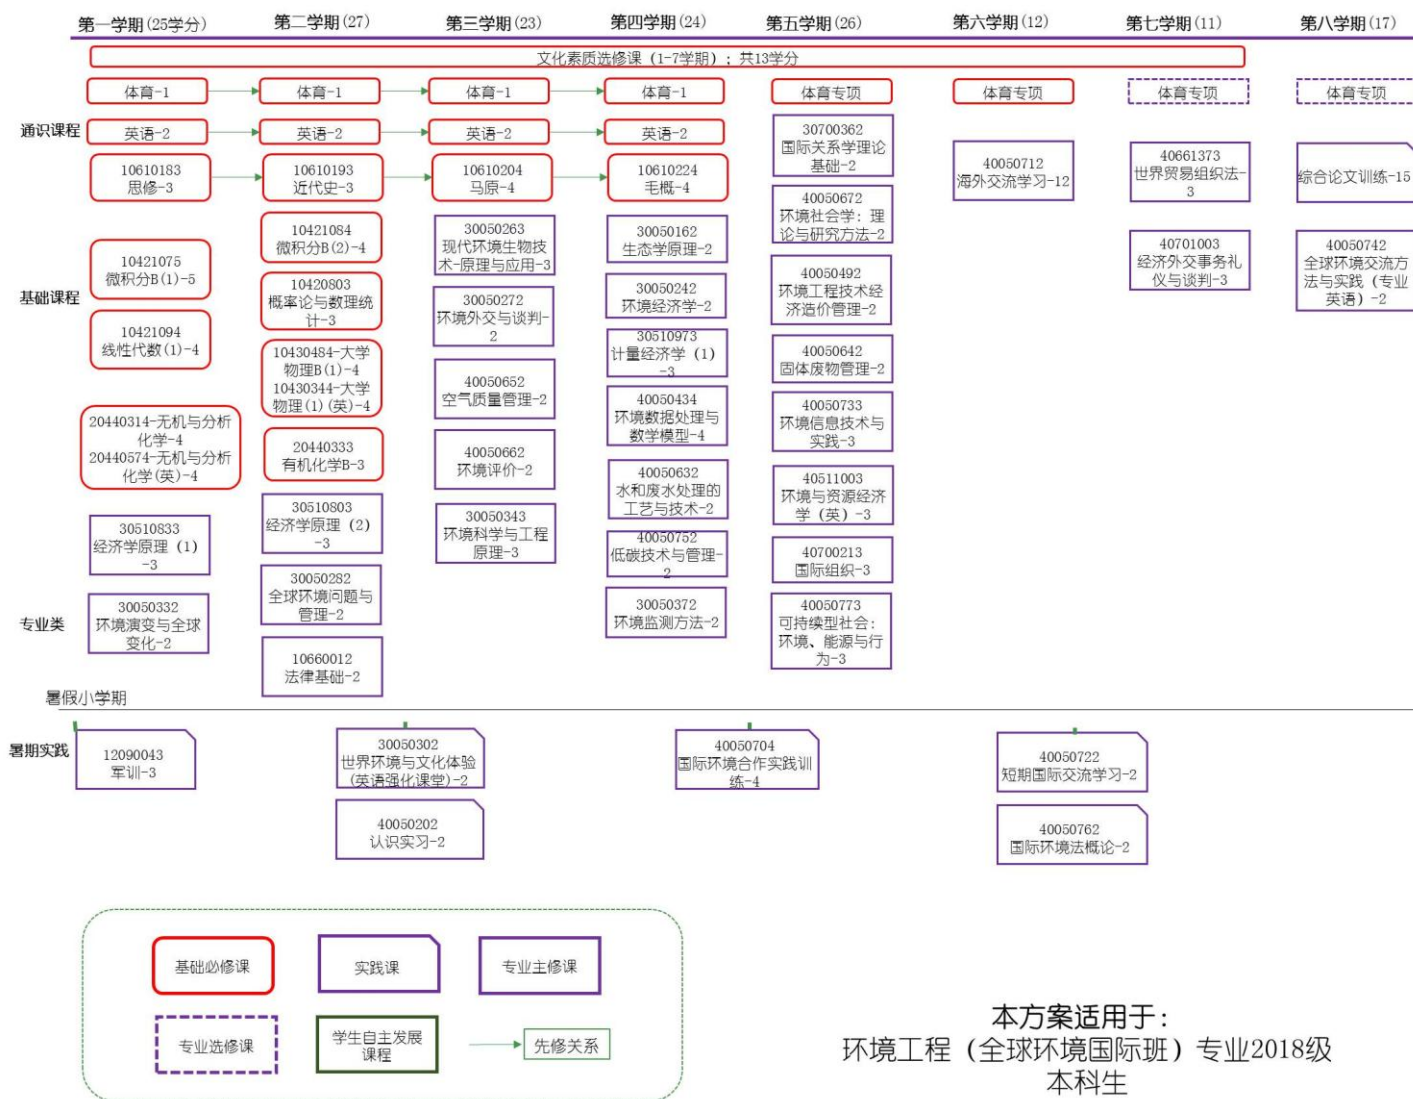 第一学期(25学分)
第二学期(27)
第三学期(23)
第四学期(24)
第五学期(26)
第六学期(12)
第七学期(11)
第八学期(17)
文化素质选修课（1-7学期）；共13学分
通识课程
体育-1
体育-1
体育-1
体育-1
体育专项
体育专项
体育专项
体育专项
英语-2
英语-2
英语-2
英语-2
10610183
思修-3
10610193
近代史-3
10610204
马原-4
10610224
毛概-4
30700362
国际关系学理论
基础-2
40050712
海外交流学习-12
40661373
世界贸易组织法-
3
综合论文训练-15
基础课程
10421075
微积分B(1)-5
10421094
线性代数(1)-4
20440314-无机与分析
化学-4
20440574-无机与分析
化学(英)-4
10421084
微积分B(2)-4
10420803
概率论与数理统
计-3
10430484-大学
物理B(1)-4
10430344-大学
物理(1)(英)-4
20440333
有机化学B-3
专业类
30510833
经济学原理（1）
-3
30050332
环境演变与全球
变化-2
30510803
经济学原理（2）
-3
30050282
全球环境问题与
管理-2
10660012
法律基础-2
30050263
现代环境生物技
术-原理与应用-3
30050272
环境外交与谈判-
2
40050652
空气质量管理-2
40050662
环境评价-2
30050343
环境科学与工程
原理-3
30050162
生态学原理-2
30050242
环境经济学-2
30510973
计量经济学（1）
-3
40050434
环境数据处理与
数学模型-4
40050632
水和废水处理的
工艺与技术-2
40050752
低碳技术与管理-
2
30050372
环境监测方法-2
40050672
环境社会学：理
论与研究方法-2
40050492
环境工程技术经
济造价管理-2
40050642
固体废物管理-2
40050733
环境信息技术与
实践-3
40511003
环境与资源经济
学（英）-3
40700213
国际组织-3
40050773
可持续型社会：
环境、能源与行
为-3
40701003
经济外交事务礼
仪与谈判-3
40050742
全球环境交流方
法与实践（专业
英语）-2
暑假小学期
暑期实践
12090043
军训-3
30050302
世界环境与文化体验
(英语强化课堂)-2
40050202
认识实习-2
40050704
国际环境合作实践训
练-4
40050722
短期国际交流学习-2
40050762
国际环境法概论-2
基础必修课
实践课
专业主修课
专业选修课
学生自主发展
课程
先修关系
本方案适用于：
环境工程（全球环境国际班）专业2018级
本科生